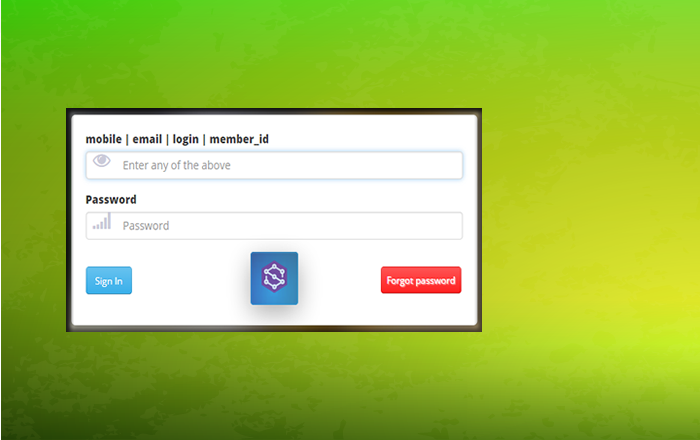 mobile | email | login | member_id
Enter any of the above
Password
Password
Sign In
Forgot password